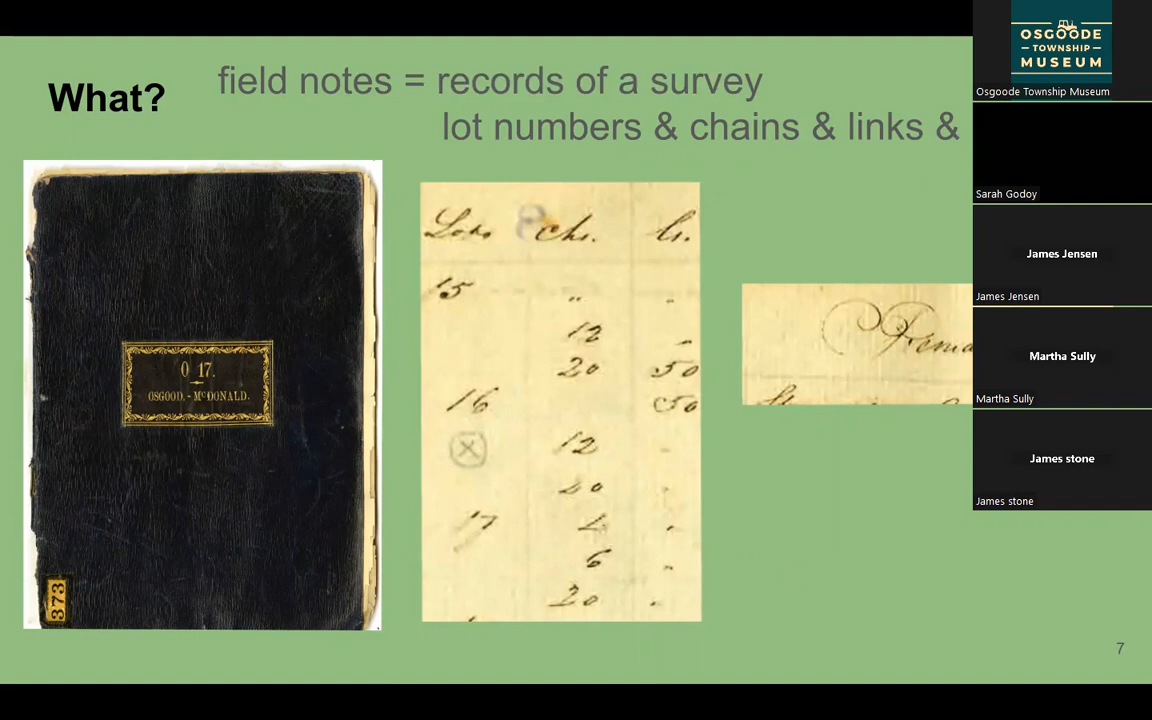 What?
field notes = records of a survey
lot numbers & chains & links &
O 17.
OSGOOD. - McDONALD.
373
Lots chs. ls.
15 " "
12 "
20 50
16 50
12 "
20 "
17 4 "
6 "
20 "
7
OSGOODE
TOWNSHIP
MUSEUM
Osgoode Township Museum
Sarah Godoy
James Jensen
James Jensen
Martha Sully
Martha Sully
James stone
James stone